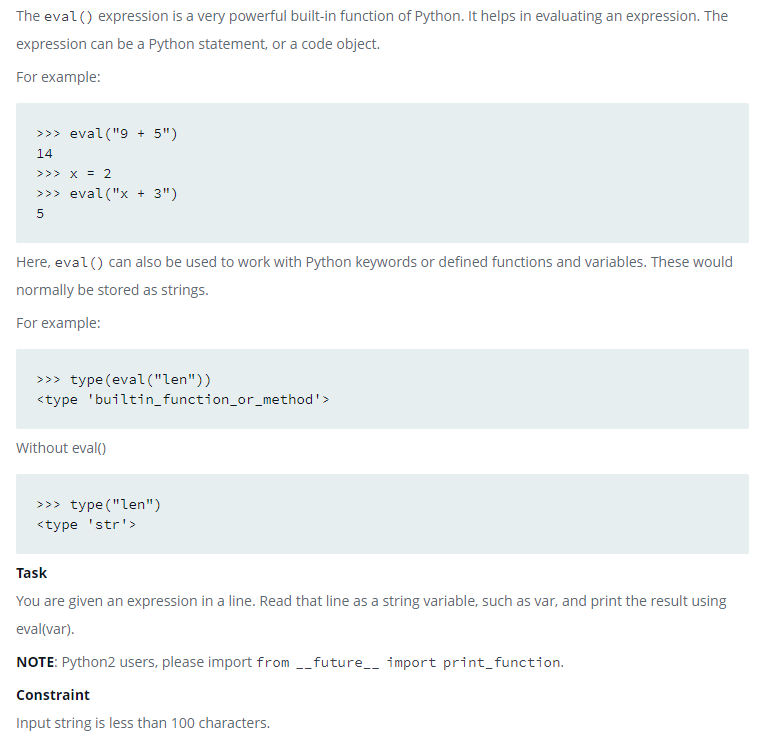 The eval() expression is a very powerful built-in function of Python. It helps in evaluating an expression. The
expression can be a Python statement, or a code object.
For example:
>>> eval("9 + 5")
14
>>> x = 2
>>> eval("x + 3")
5
Here, eval() can also be used to work with Python keywords or defined functions and variables. These would
normally be stored as strings.
For example:
>>> type(eval("len"))
<type 'builtin_function_or_method'>
Without eval()
>>> type("len")
<type 'str'>
Task
You are given an expression in a line. Read that line as a string variable, such as var, and print the result using
eval(var).
NOTE: Python2 users, please import from __future__ import print_function.
Constraint
Input string is less than 100 characters.